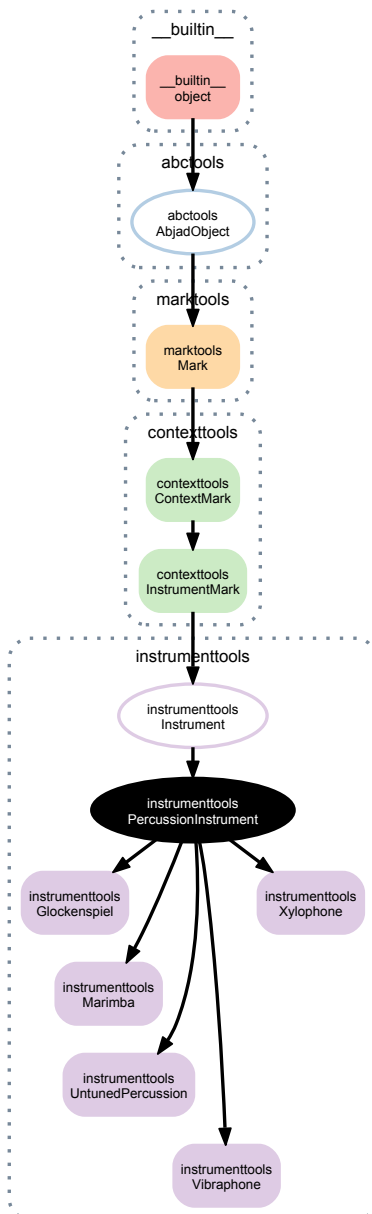 __builtin__
__builtin__
object
abctools
abctools
AbjadObject
marktools
marktools
Mark
contexttools
contexttools
ContextMark
contexttools
InstrumentMark
instrumenttools
instrumenttools
Instrument
instrumenttools
PercussionInstrument
instrumenttools
Glockenspiel
instrumenttools
Xylophone
instrumenttools
Marimba
instrumenttools
UntunedPercussion
instrumenttools
Vibraphone